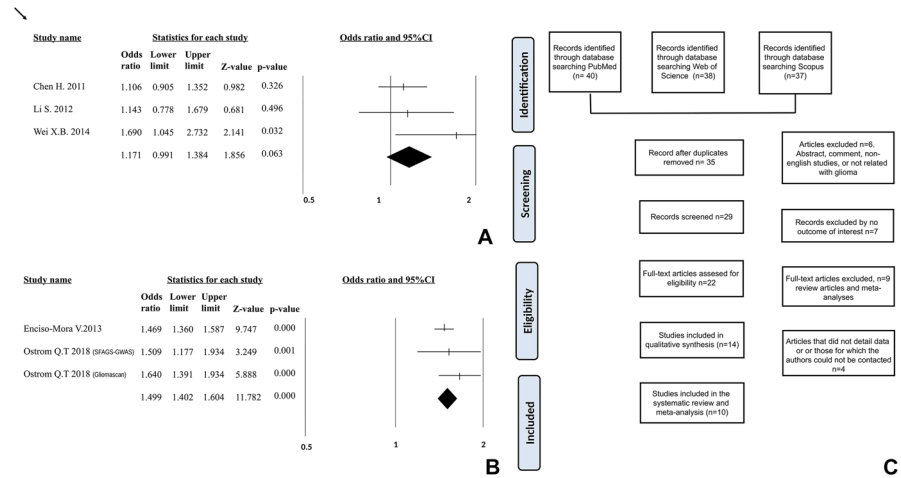 Study name
Statistics for each study
Odds ratio and 95%CI
Odds Lower Upper
ratio limit limit Z-value p-value
Chen H. 2011 1.106 0.905 1.352 0.982 0.326
Li S. 2012 1.143 0.778 1.679 0.681 0.496
Wei X.B. 2014 1.690 1.045 2.732 2.141 0.032
1.171 0.991 1.384 1.856 0.063
0.5 1 2
A
Study name
Statistics for each study
Odds ratio and 95%CI
Odds Lower Upper
ratio limit limit Z-value p-value
Enciso-Mora V.2013 1.469 1.360 1.587 9.747 0.000
Ostrom Q.T 2018 (SFAGS-GWAS) 1.509 1.177 1.934 3.249 0.001
Ostrom Q.T 2018 (Gliomascan) 1.640 1.391 1.934 5.888 0.000
1.499 1.402 1.604 11.782 0.000
0.5 1 2
B
Identification
Records identified
through database
searching PubMed
(n= 40)
Records identified
through database
searching Web of
Science (n=38)
Records identified
through database
searching Scopus
(n=37)
Screening
Record after duplicates
removed n= 35
Articles excluded n=6.
Abstract, comment, non-
english studies, or not related
with glioma
Records screened n=29
Records excluded by no
outcome of interest n=7
Eligibility
Full-text articles assesed for
eligibility n=22
Full-text articles excluded, n=9
review articles and meta-
analyses
Studies included in
qualitative synthesis (n=14)
Articles that did not detail data
or or those for which the
authors could not be contacted
n=4
Included
Studies included in the
systematic review and
meta-analysis (n=10)
C